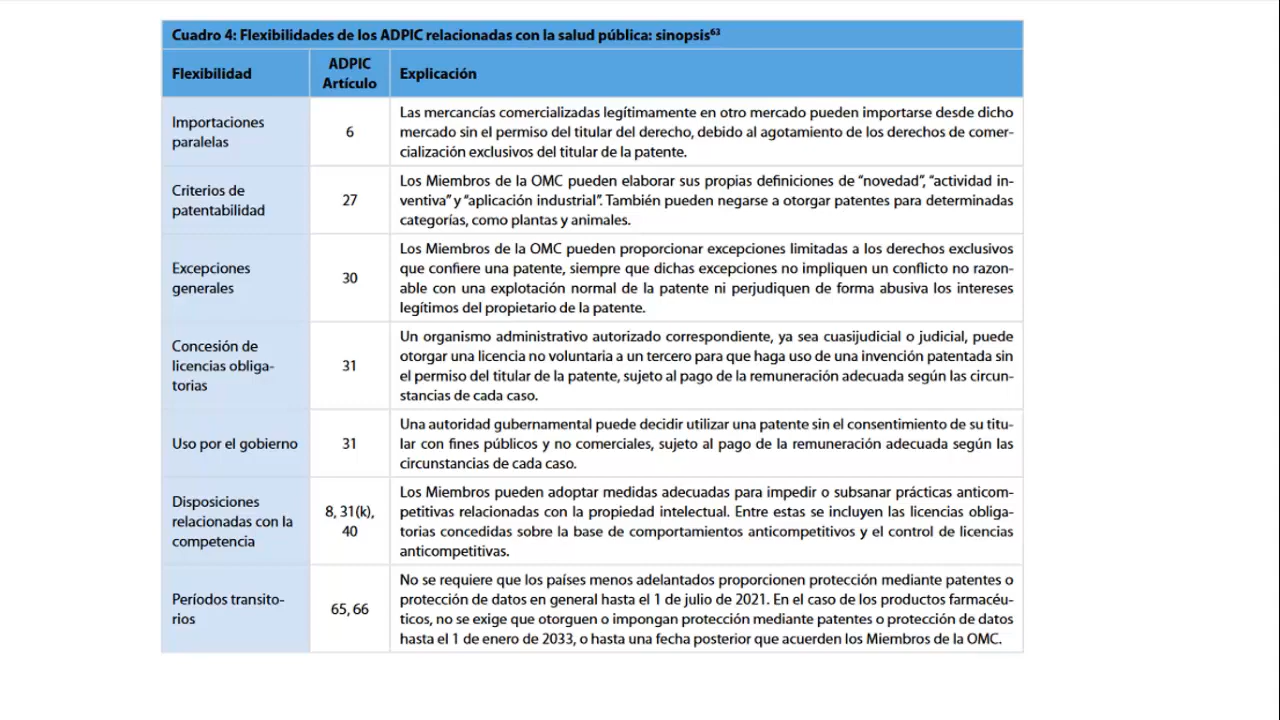 Cuadro 4: Flexibilidades de los ADPIC relacionadas con la salud pública: sinopsis⁶³
Flexibilidad
ADPIC
Artículo
Explicación
Importaciones
paralelas
6
Las mercancías comercializadas legítimamente en otro mercado pueden importarse desde dicho
mercado sin el permiso del titular del derecho, debido al agotamiento de los derechos de comer-
cialización exclusivos del titular de la patente.
Criterios de
patentabilidad
27
Los Miembros de la OMC pueden elaborar sus propias definiciones de “novedad”, “actividad in-
ventiva” y “aplicación industrial”. También pueden negarse a otorgar patentes para determinadas
categorías, como plantas y animales.
Excepciones
generales
30
Los Miembros de la OMC pueden proporcionar excepciones limitadas a los derechos exclusivos
que confiere una patente, siempre que dichas excepciones no impliquen un conflicto no razon-
able con una explotación normal de la patente ni perjudiquen de forma abusiva los intereses
legítimos del propietario de la patente.
Concesión de
licencias obliga-
torias
31
Un organismo administrativo autorizado correspondiente, ya sea cuasijudicial o judicial, puede
otorgar una licencia no voluntaria a un tercero para que haga uso de una invención patentada sin
el permiso del titular de la patente, sujeto al pago de la remuneración adecuada según las circun-
stancias de cada caso.
Uso por el gobierno
31
Una autoridad gubernamental puede decidir utilizar una patente sin el consentimiento de su titu-
lar con fines públicos y no comerciales, sujeto al pago de la remuneración adecuada según las
circunstancias de cada caso.
Disposiciones
relacionadas con la
competencia
8, 31(k),
40
Los Miembros pueden adoptar medidas adecuadas para impedir o subsanar prácticas anticom-
petitivas relacionadas con la propiedad intelectual. Entre estas se incluyen las licencias obliga-
torias concedidas sobre la base de comportamientos anticompetitivos y el control de licencias
anticompetitivas.
Períodos transito-
rios
65, 66
No se requiere que los países menos adelantados proporcionen protección mediante patentes o
protección de datos en general hasta el 1 de julio de 2021. En el caso de los productos farmacéu-
ticos, no se exige que otorguen o impongan protección mediante patentes o protección de datos
hasta el 1 de enero de 2033, o hasta una fecha posterior que acuerden los Miembros de la OMC.